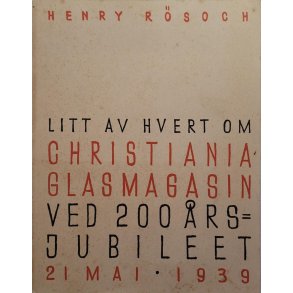 HENRY RÖSOCH
LITT AV HVERT OM
CHRISTIANIA
GLASMAGASIN
VED 200 ÅRS=
JUBILEET
21 MAI · 1939